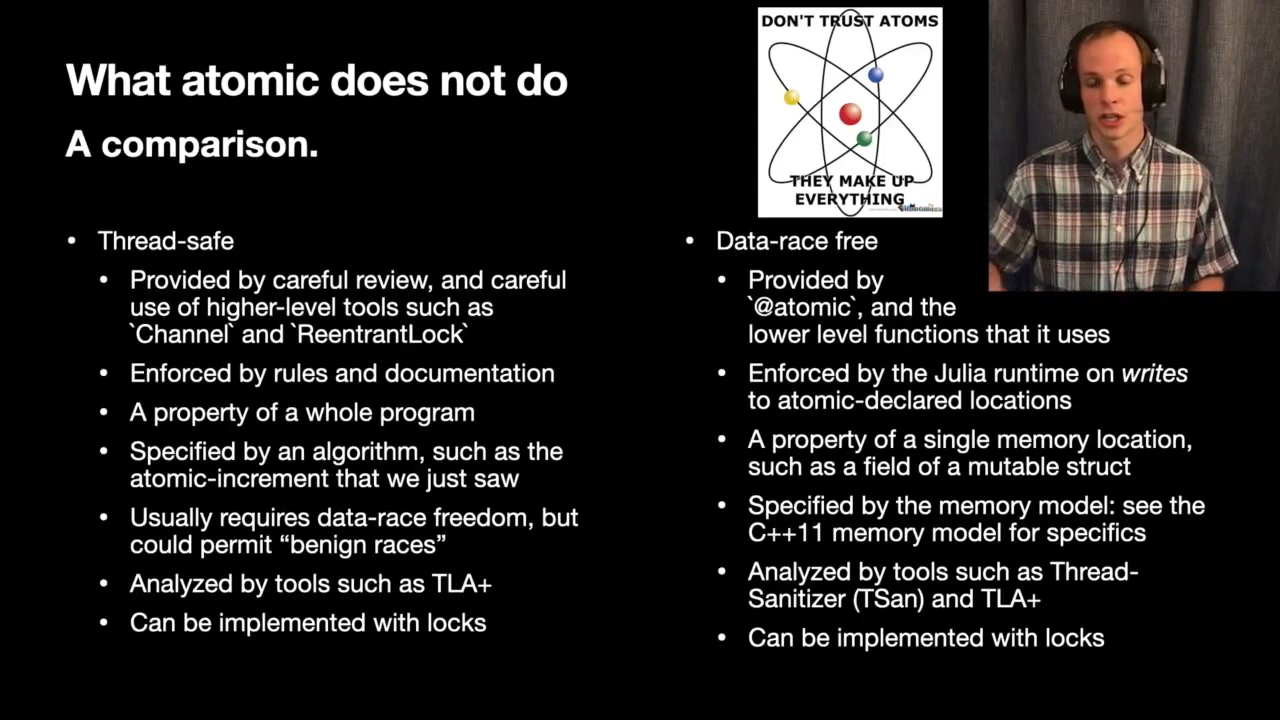 What atomic does not do
A comparison.
DON'T TRUST ATOMS
THEY MAKE UP
EVERYTHING
• Thread-safe
• Provided by careful review, and careful
use of higher-level tools such as
`Channel` and `ReentrantLock`
• Enforced by rules and documentation
• A property of a whole program
• Specified by an algorithm, such as the
atomic-increment that we just saw
• Usually requires data-race freedom, but
could permit “benign races”
• Analyzed by tools such as TLA+
• Can be implemented with locks
• Data-race free
• Provided by
`@atomic`, and the
lower level functions that it uses
• Enforced by the Julia runtime on writes
to atomic-declared locations
• A property of a single memory location,
such as a field of a mutable struct
• Specified by the memory model: see the
C++11 memory model for specifics
• Analyzed by tools such as Thread-
Sanitizer (TSan) and TLA+
• Can be implemented with locks